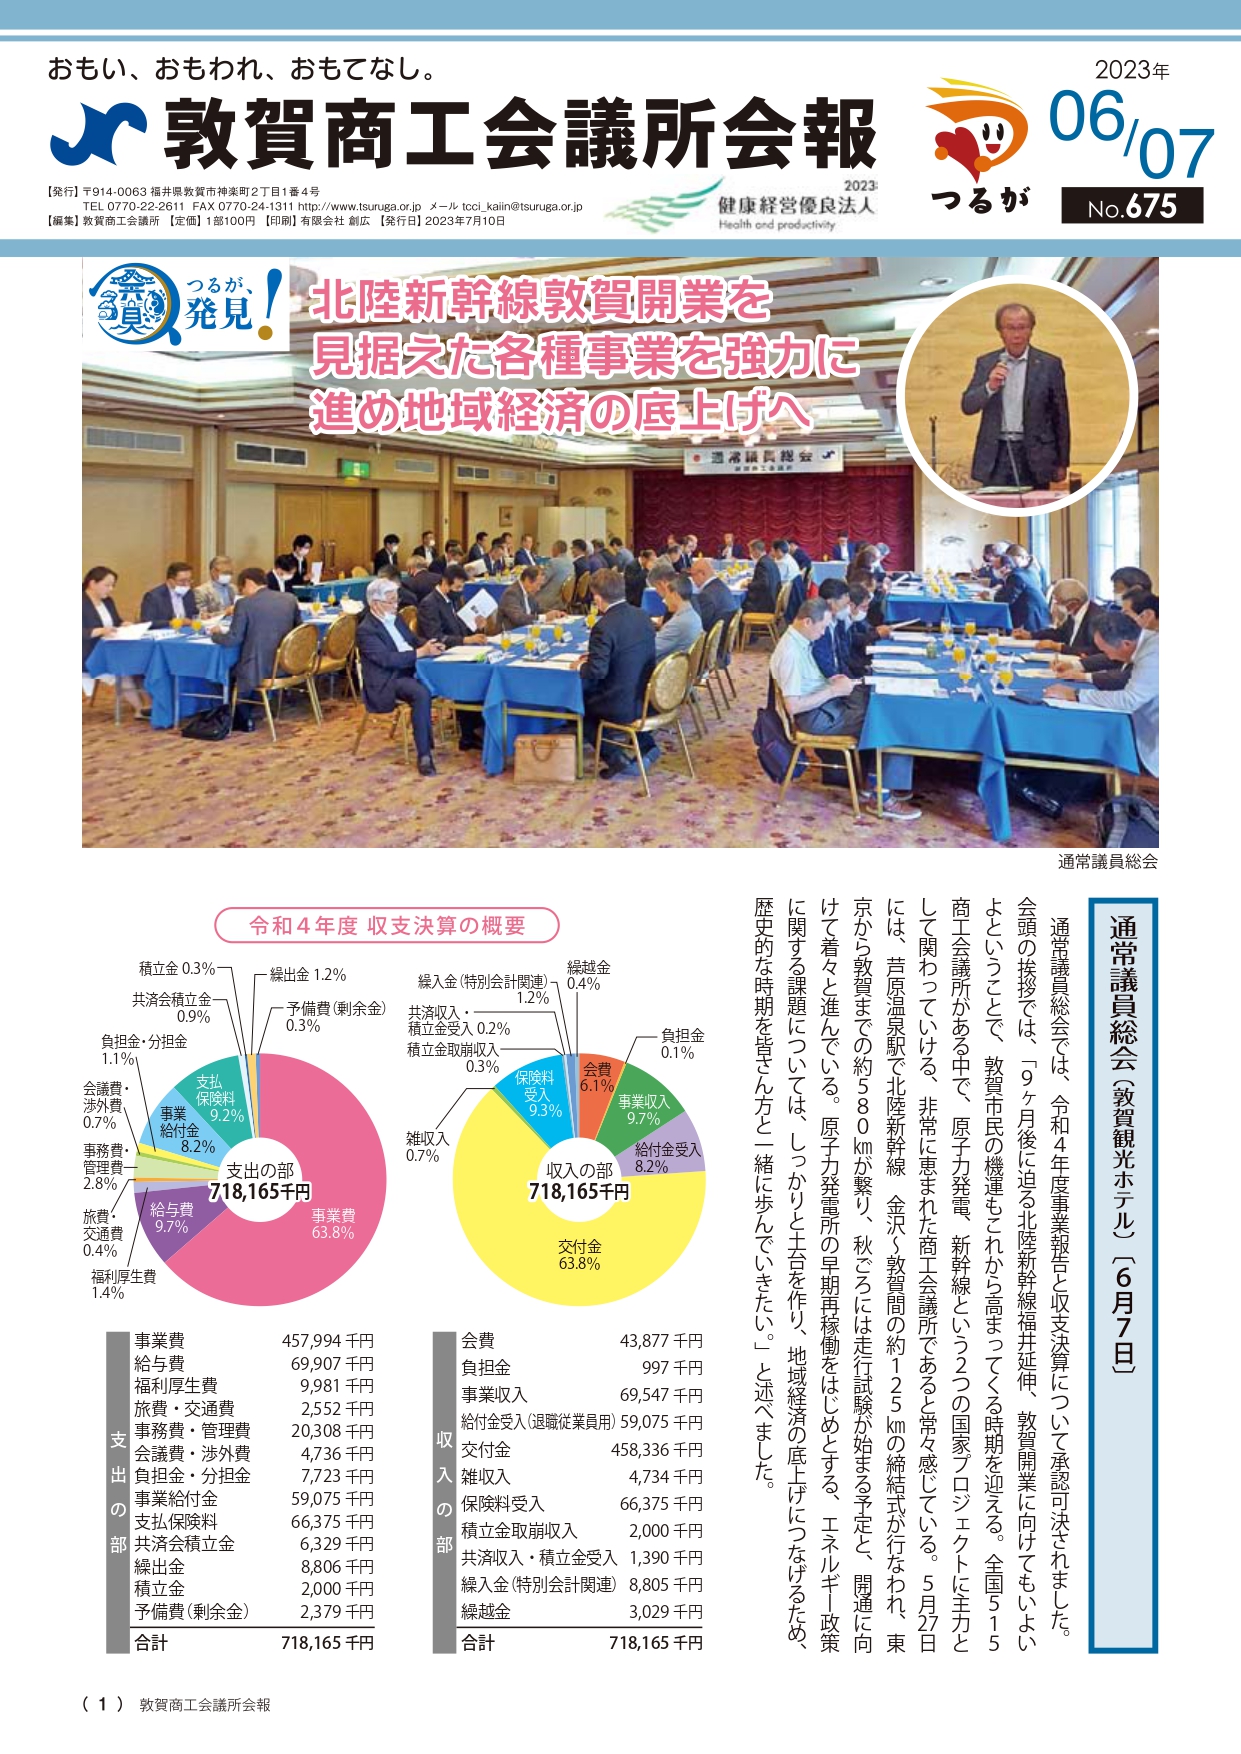 おもい、おもわれ、おもてなし。
敦賀商工会議所会報
【発行】〒914-0063 福井県敦賀市神楽町2丁目1番4号
TEL 0770-22-2611 FAX 0770-24-1311 http://www.tsuruga.or.jp メール tcci_kaiin@tsuruga.or.jp
【編集】敦賀商工会議所 【定価】1部100円 【印刷】有限会社 創広 【発行日】2023年7月10日
2023
健康経営優良法人
Health and productivity
つるが
2023年
06/07
No.675
つるが、
発見!
北陸新幹線敦賀開業を
見据えた各種事業を強力に
進め地域経済の底上げへ
通常議員総会
敦賀商工会議所
通常議員総会
通常議員総会(敦賀観光ホテル)〔6月7日〕
通常議員総会では、令和4年度事業報告と収支決算について承認可決されました。
会頭の挨拶では、「9ヶ月後に迫る北陸新幹線福井延伸、敦賀開業に向けてもいよい
よということで、敦賀市民の機運もこれから高まってくる時期を迎える。全国515
商工会議所がある中で、原子力発電、新幹線という2つの国家プロジェクトに主力と
して関わっていける、非常に恵まれた商工会議所であると常々感じている。5月27日
には、芦原温泉駅で北陸新幹線 金沢~敦賀間の約125㎞の締結式が行なわれ、東
京から敦賀までの約580㎞が繋り、秋ごろには走行試験が始まる予定と、開通に向
けて着々と進んでいる。原子力発電所の早期再稼働をはじめとする、エネルギー政策
に関する課題については、しっかりと土台を作り、地域経済の底上げにつなげるため、
歴史的な時期を皆さん方と一緒に歩んでいきたい。」と述べました。
令和4年度 収支決算の概要
積立金 0.3%
繰出金 1.2%
共済会積立金
0.9%
予備費(剰余金)
0.3%
負担金・分担金
1.1%
支払
保険料
9.2%
会議費・
渉外費
0.7%
事業
給付金
8.2%
事務費・
管理費
2.8%
支出の部
718,165千円
旅費・
交通費
0.4%
給与費
9.7%
事業費
63.8%
福利厚生費
1.4%
繰越金
0.4%
繰入金(特別会計関連)
1.2%
共済収入・
積立金受入 0.2%
積立金取崩収入
0.3%
負担金
0.1%
保険料
受入
9.3%
会費
6.1%
事業収入
9.7%
雑収入
0.7%
給付金受入
8.2%
収入の部
718,165千円
交付金
63.8%
支出の部
事業費 457,994 千円
給与費 69,907 千円
福利厚生費 9,981 千円
旅費・交通費 2,552 千円
事務費・管理費 20,308 千円
会議費・渉外費 4,736 千円
負担金・分担金 7,723 千円
事業給付金 59,075 千円
支払保険料 66,375 千円
共済会積立金 6,329 千円
繰出金 8,806 千円
積立金 2,000 千円
予備費(剰余金) 2,379 千円
合計 718,165 千円
収入の部
会費 43,877 千円
負担金 997 千円
事業収入 69,547 千円
給付金受入(退職従業員用) 59,075 千円
交付金 458,336 千円
雑収入 4,734 千円
保険料受入 66,375 千円
積立金取崩収入 2,000 千円
共済収入・積立金受入 1,390 千円
繰入金(特別会計関連) 8,805 千円
繰越金 3,029 千円
合計 718,165 千円
(1) 敦賀商工会議所会報